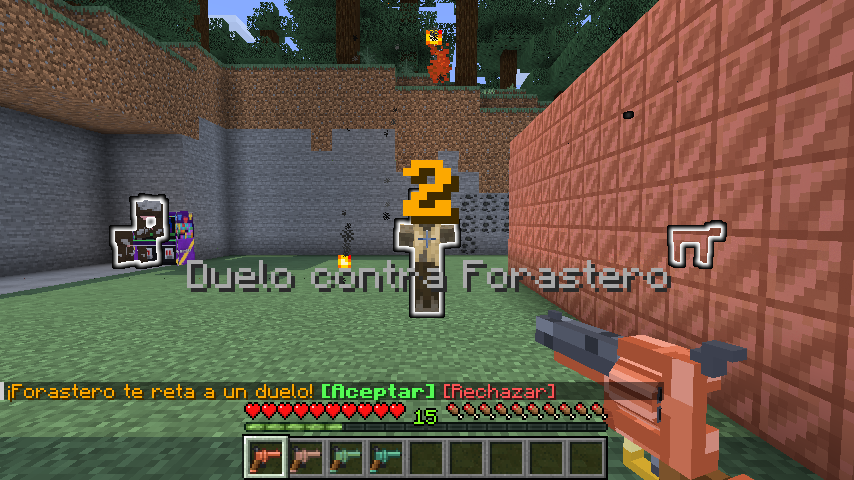 2
Duelo contra Forastero
¡Forastero te reta a un duelo! [Aceptar] [Rechazar]
15